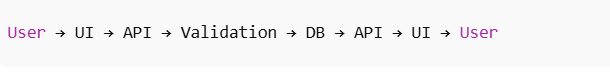 User → UI → API → Validation → DB → API → UI → User